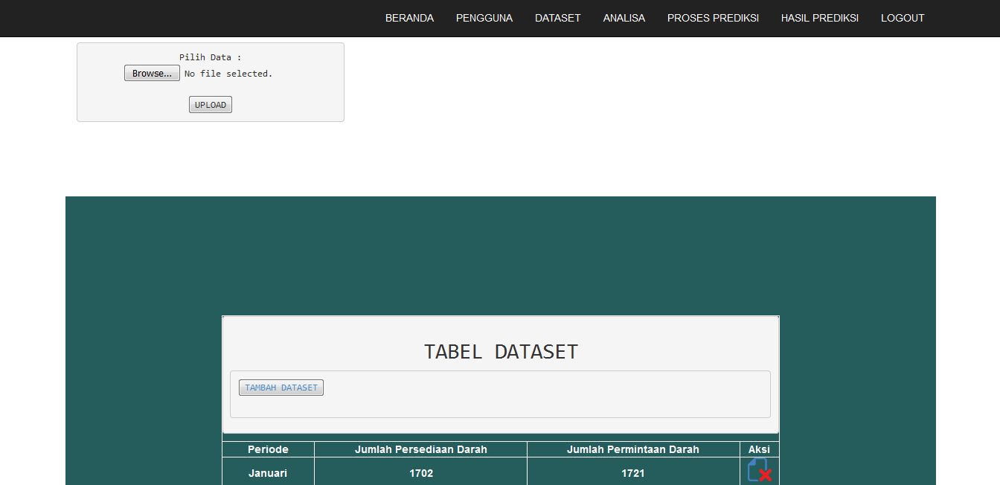 BERANDA PENGGUNA DATASET ANALISA PROSES PREDIKSI HASIL PREDIKSI LOGOUT
Pilih Data :
Browse... No file selected.
UPLOAD
TABEL DATASET
TAMBAH DATASET
Periode Jumlah Persediaan Darah Jumlah Permintaan Darah Aksi
Januari 1702 1721